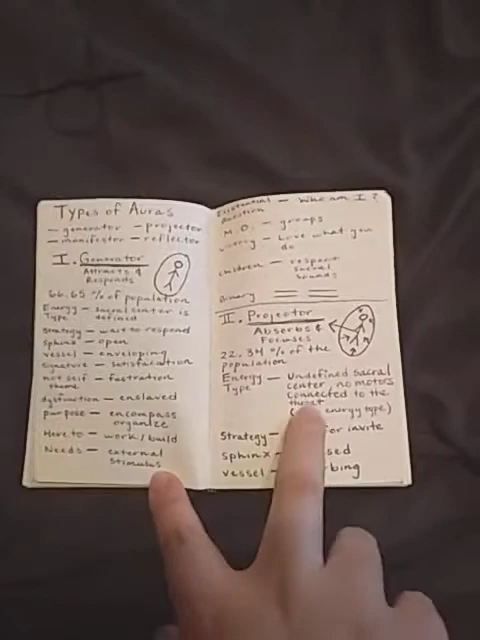 Types of Auras
— generator — projector
— manifestor — reflector
I. Generator
Attracts &
Responds
66.65 % of population
Energy — Sacral center is
Type defined
Strategy — wait to respond
Sphinx — open
vessel — enveloping
Signature — satisfacation
not self — fustration
theme
dysfunction — enslaved
purpose — encompass
organize
Here to — work/build
Needs — external
stimulus
Existential — Who am I?
Question
M.O. — groups
— Love what you
do
children — respect
Sacral
Sounds
Binary
II. Projector
Absorbs &
Focuses
22.34 % of the
population
Energy — Undefined sacral
Type center, no motors
connected to the
throat
energy type)
Strategy — for invite
sphinx
vessel